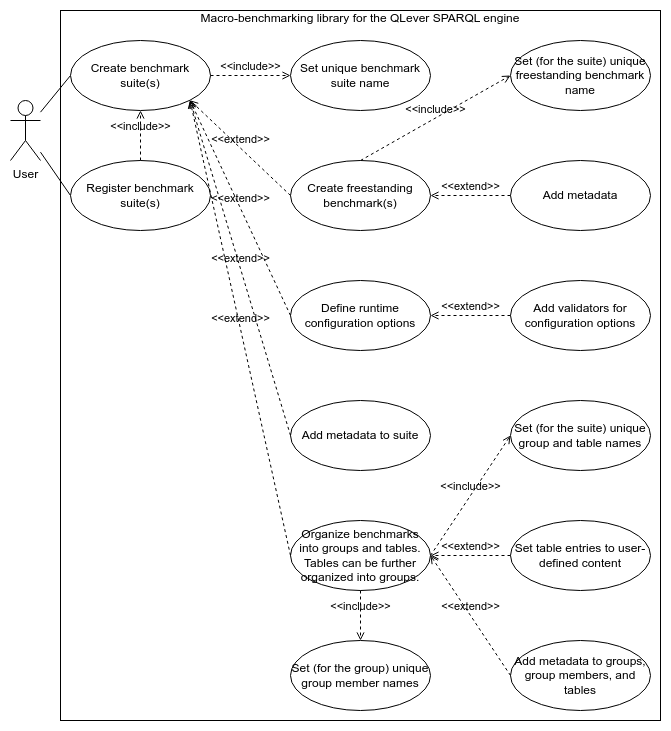 Macro-benchmarking library for the QLever SPARQL engine
Create benchmark
suite(s)
<<include>>
Set unique benchmark
suite name
Set (for the suite) unique
freestanding benchmark
name
<<include>>
<<include>>
<<extend>>
User
Register benchmark
suite(s)
<<extend>>
Create freestanding
benchmark(s)
<<extend>>
Add metadata
<<extend>>
<<extend>>
Define runtime
configuration options
<<extend>>
Add validators for
configuration options
Add metadata to suite
Set (for the suite) unique
group and table names
<<include>>
Organize benchmarks
into groups and tables.
Tables can be further
organized into groups.
<<extend>>
Set table entries to user-
defined content
<<include>>
<<extend>>
Set (for the group) unique
group member names
Add metadata to groups,
group members, and
tables